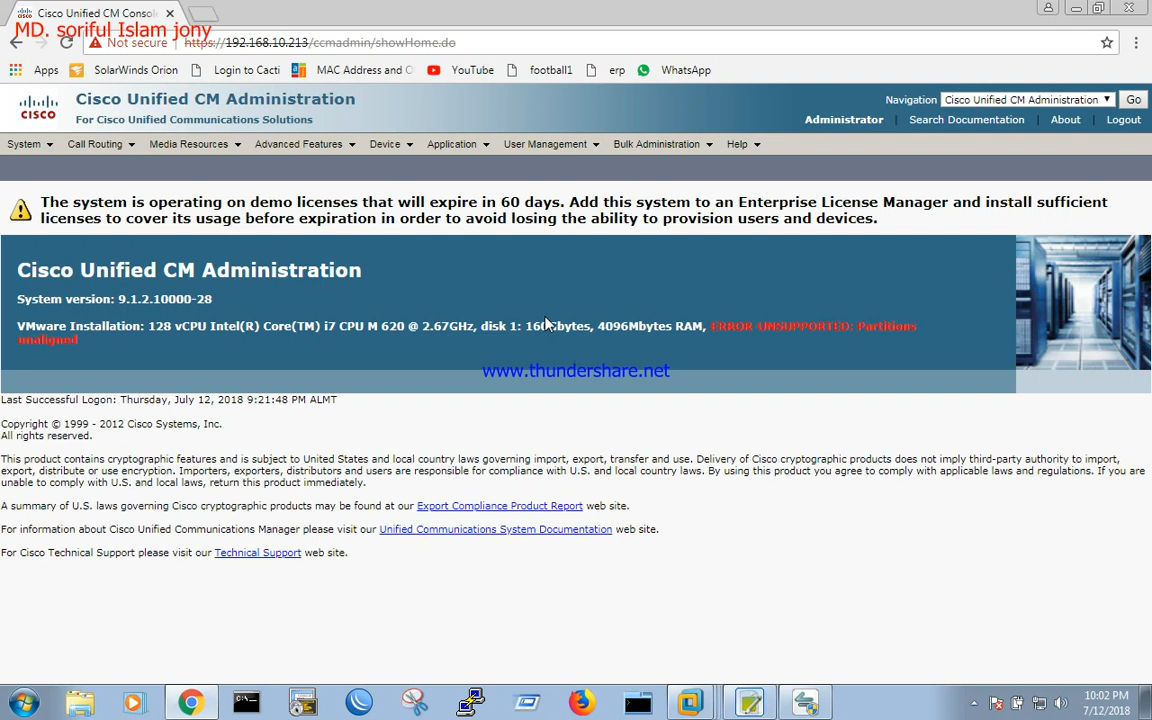 Cisco Unified CM Consol
MD. soriful Islam jony
Not secure https://192.168.10.213/ccmadmin/showHome.do
Apps SolarWinds Orion Login to Cacti MAC Address and C YouTube football1 erp WhatsApp
CISCO
Cisco Unified CM Administration
For Cisco Unified Communications Solutions
Navigation Cisco Unified CM Administration Go
Administrator Search Documentation About Logout
System Call Routing Media Resources Advanced Features Device Application User Management Bulk Administration Help
The system is operating on demo licenses that will expire in 60 days. Add this system to an Enterprise License Manager and install sufficient
licenses to cover its usage before expiration in order to avoid losing the ability to provision users and devices.
Cisco Unified CM Administration
System version: 9.1.2.10000-28
VMware Installation: 128 vCPU Intel(R) Core(TM) i7 CPU M 620 @ 2.67GHz, disk 1: 160Gbytes, 4096Mbytes RAM, ERROR-UNSUPPORTED: Partitions
unaligned
www.thundershare.net
Last Successful Logon: Thursday, July 12, 2018 9:21:48 PM ALMT
Copyright © 1999 - 2012 Cisco Systems, Inc.
All rights reserved.
This product contains cryptographic features and is subject to United States and local country laws governing import, export, transfer and use. Delivery of Cisco cryptographic products does not imply third-party authority to import,
export, distribute or use encryption. Importers, exporters, distributors and users are responsible for compliance with U.S. and local country laws. By using this product you agree to comply with applicable laws and regulations. If you are
unable to comply with U.S. and local laws, return this product immediately.
A summary of U.S. laws governing Cisco cryptographic products may be found at our Export Compliance Product Report web site.
For information about Cisco Unified Communications Manager please visit our Unified Communications System Documentation web site.
For Cisco Technical Support please visit our Technical Support web site.
10:02 PM
7/12/2018